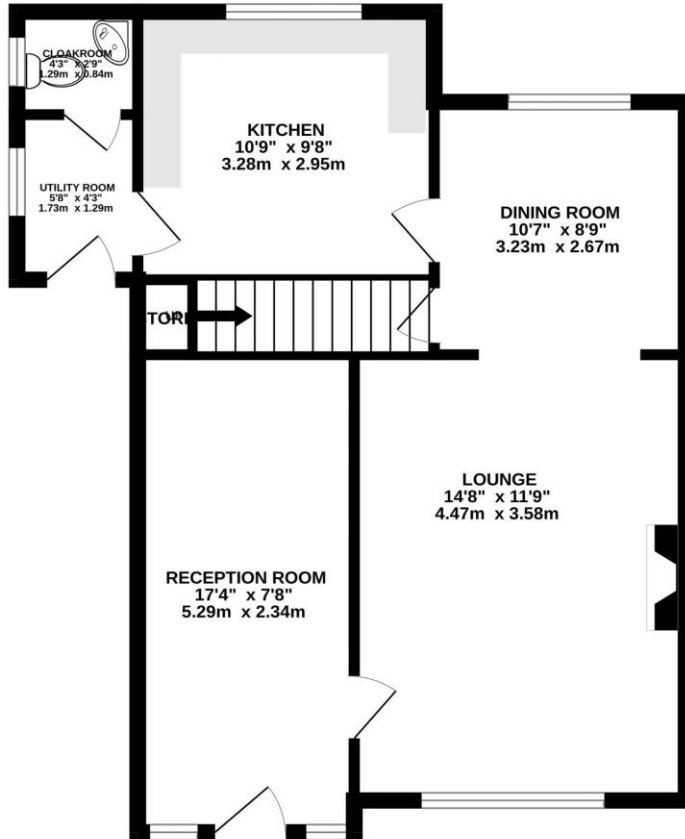 CLOAKROOM
4'3" x 2'9"
1.29m x 0.84m
KITCHEN
10'9" x 9'8"
3.28m x 2.95m
UTILITY ROOM
5'8" x 4'3"
1.73m x 1.29m
DINING ROOM
10'7" x 8'9"
3.23m x 2.67m
LOUNGE
14'8" x 11'9"
4.47m x 3.58m
RECEPTION ROOM
17'4" x 7'8"
5.29m x 2.34m